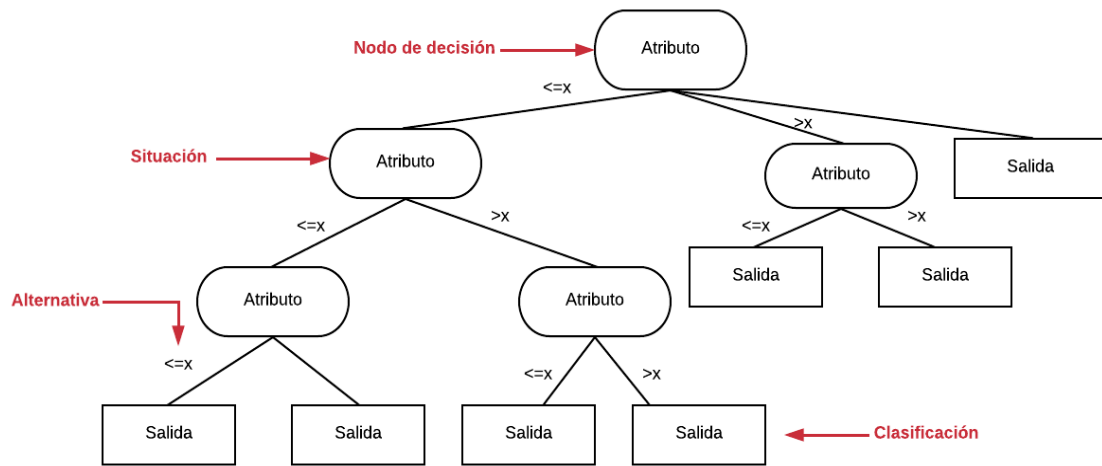 Nodo de decisión
Atributo
<=x
>x
Situación
Atributo
Atributo
Salida
<=x
>x
<=x
>x
Salida
Salida
Alternativa
Atributo
Atributo
<=x
<=x
>x
Salida
Salida
Salida
Salida
Clasificación